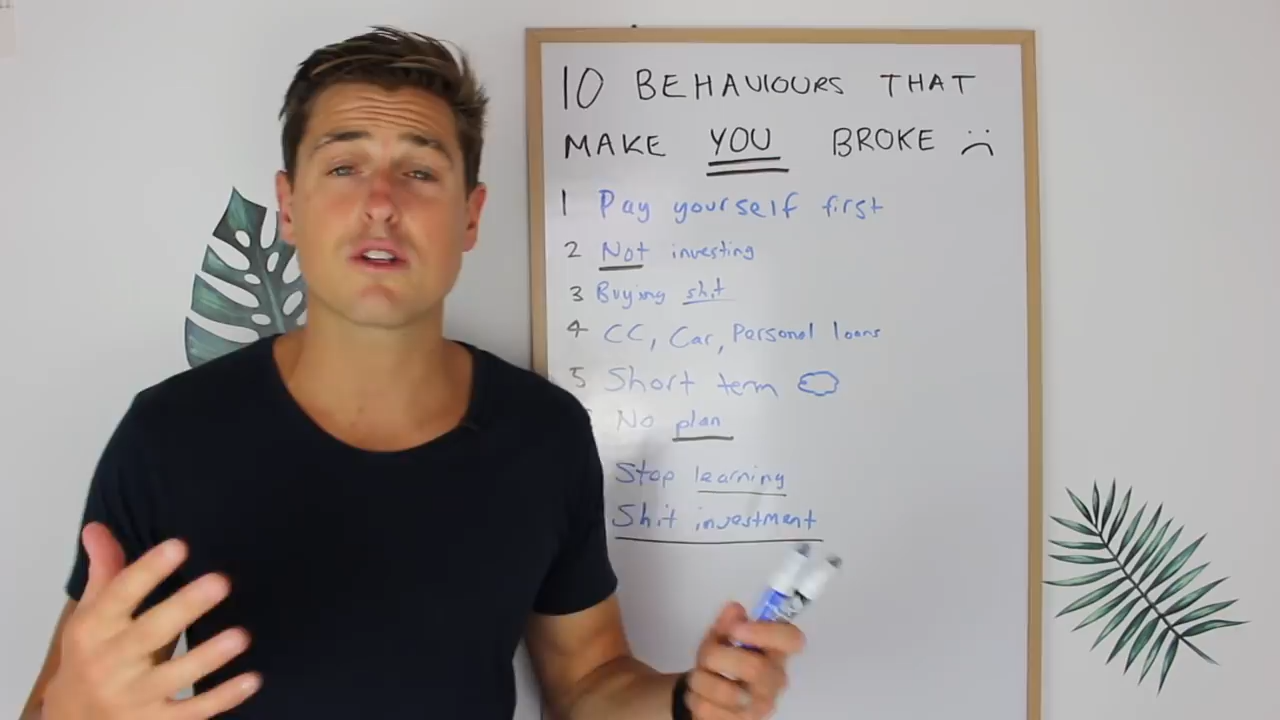 10 BEHAVIOURS THAT
MAKE YOU BROKE
1 Pay yourself first
2 Not investing
3 Buying shit
4 CC, Car, Personal loans
5 Short term
No plan
Stop learning
Shit investment